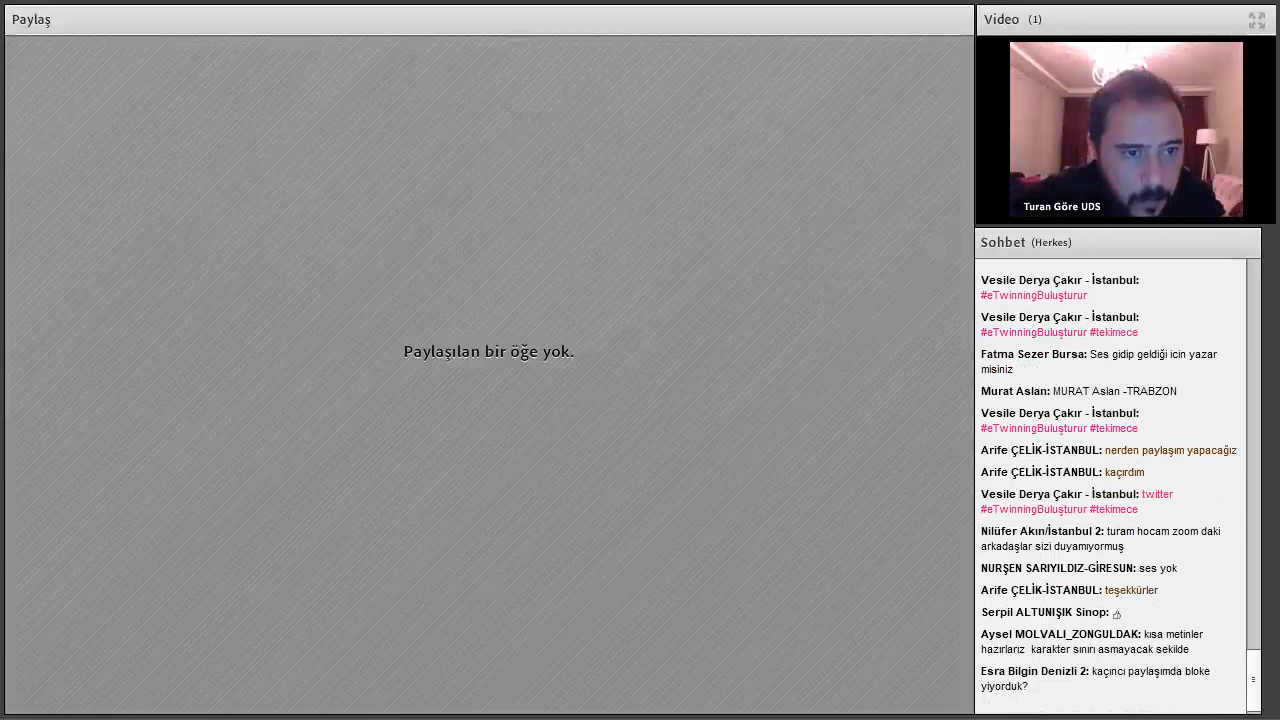 Paylaş
Paylaşılan bir öğe yok.
Video (1)
Turan Göre UDS
Sohbet (Herkes)
Vesile Derya Çakır - İstanbul:
#eTwinningBuluşturur
Vesile Derya Çakır - İstanbul:
#eTwinningBuluşturur #tekimece
Fatma Sezer Bursa: Ses gidip geldiği icin yazar
misiniz
Murat Aslan: MURAT Aslan -TRABZON
Vesile Derya Çakır - İstanbul:
#eTwinningBuluşturur #tekimece
Arife ÇELİK-İSTANBUL: nerden paylaşım yapacağız
Arife ÇELİK-İSTANBUL: kaçırdım
Vesile Derya Çakır - İstanbul: twitter
#eTwinningBuluşturur #tekimece
Nilüfer Akın/İstanbul 2: turam hocam zoom daki
arkadaşlar sizi duyamıyormuş
NURŞEN SARIYILDIZ-GİRESUN: ses yok
Arife ÇELİK-İSTANBUL: teşekkürler
Serpil ALTUNIŞIK Sinop:
Aysel MOLVALI_ZONGULDAK: kısa metinler
hazırlarız karakter sınırı asmayacak sekilde
Esra Bilgin Denizli 2: kaçıncı paylaşımda bloke
yiyorduk?